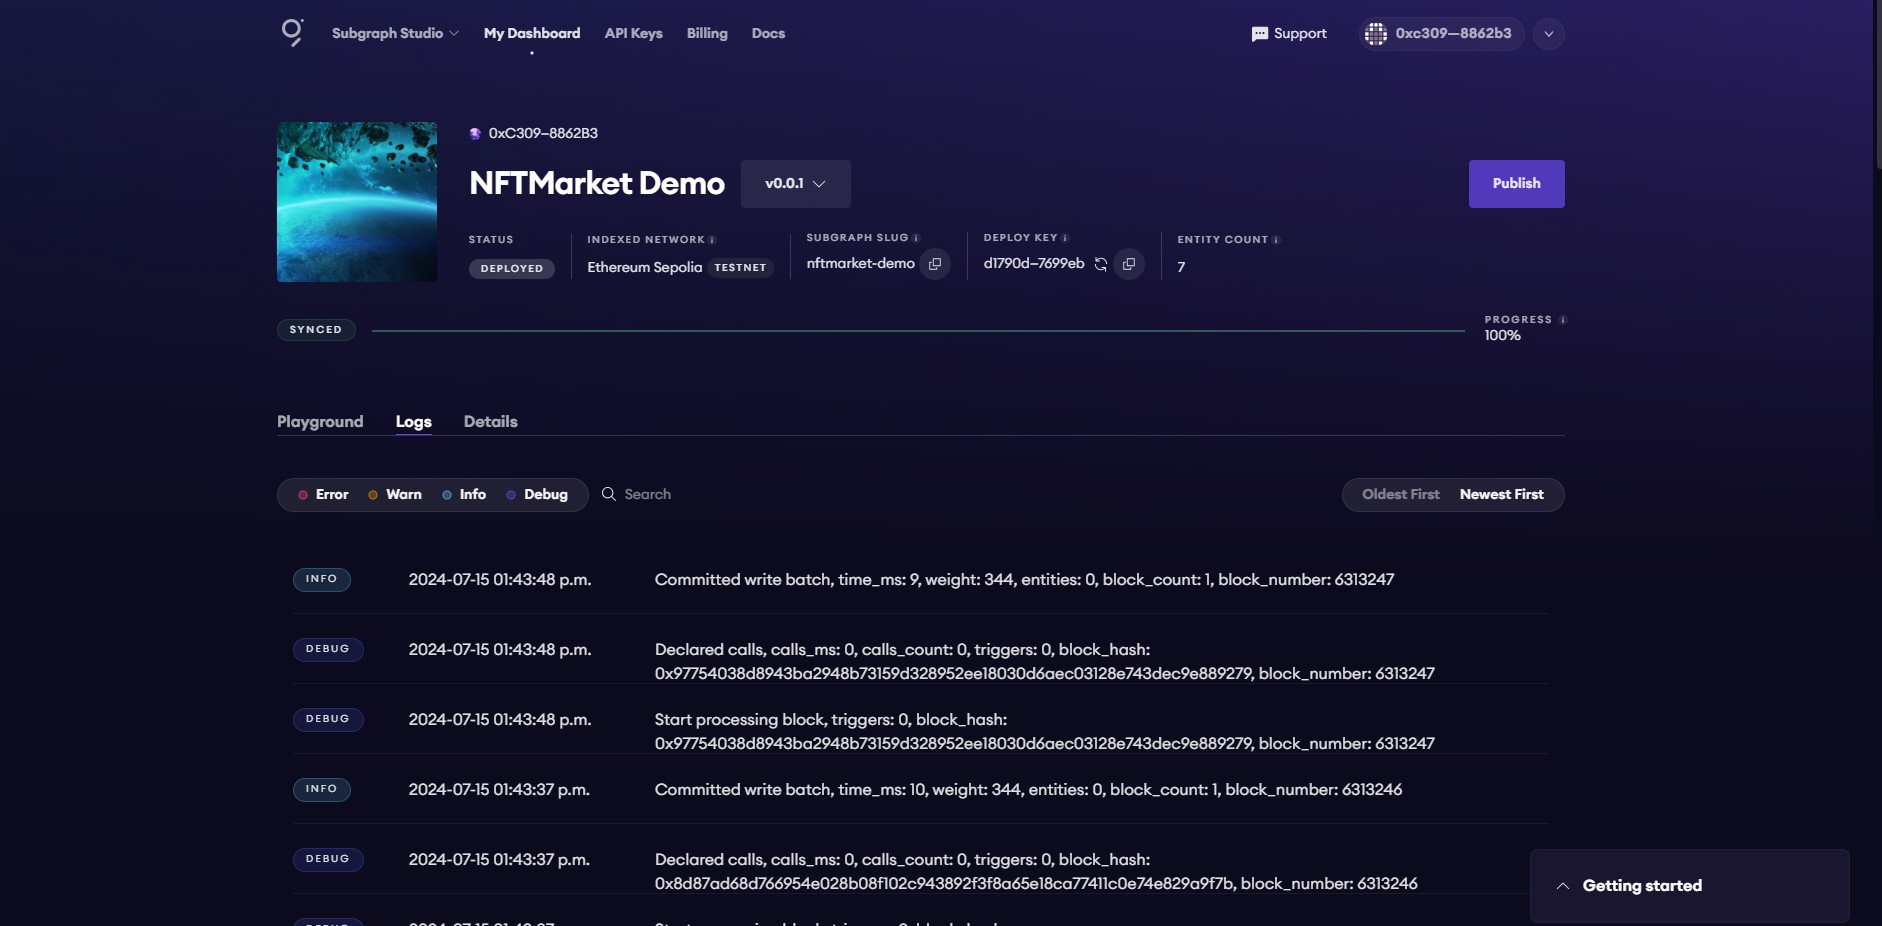 Subgraph Studio My Dashboard API Keys Billing Docs Support 0xc309—8862b3
0xC309—8862B3
NFTMarket Demo v0.0.1 Publish
STATUS INDEXED NETWORK SUBGRAPH SLUG DEPLOY KEY ENTITY COUNT
DEPLOYED Ethereum Sepolia TESTNET nftmarket-demo d1790d—7699eb 7
SYNCED PROGRESS
100%
Playground Logs Details
Error Warn Info Debug Search Oldest First Newest First
INFO 2024-07-15 01:43:48 p.m. Committed write batch, time_ms: 9, weight: 344, entities: 0, block_count: 1, block_number: 6313247
DEBUG 2024-07-15 01:43:48 p.m. Declared calls, calls_ms: 0, calls_count: 0, triggers: 0, block_hash:
0x97754038d8943ba2948b73159d328952ee18030d6aec03128e743dec9e889279, block_number: 6313247
DEBUG 2024-07-15 01:43:48 p.m. Start processing block, triggers: 0, block_hash:
0x97754038d8943ba2948b73159d328952ee18030d6aec03128e743dec9e889279, block_number: 6313247
INFO 2024-07-15 01:43:37 p.m. Committed write batch, time_ms: 10, weight: 344, entities: 0, block_count: 1, block_number: 6313246
DEBUG 2024-07-15 01:43:37 p.m. Declared calls, calls_ms: 0, calls_count: 0, triggers: 0, block_hash:
0x8d87ad68d766954e028b08f102c943892f3f8a65e18ca77411c0e74e829a9f7b, block_number: 6313246
Getting started